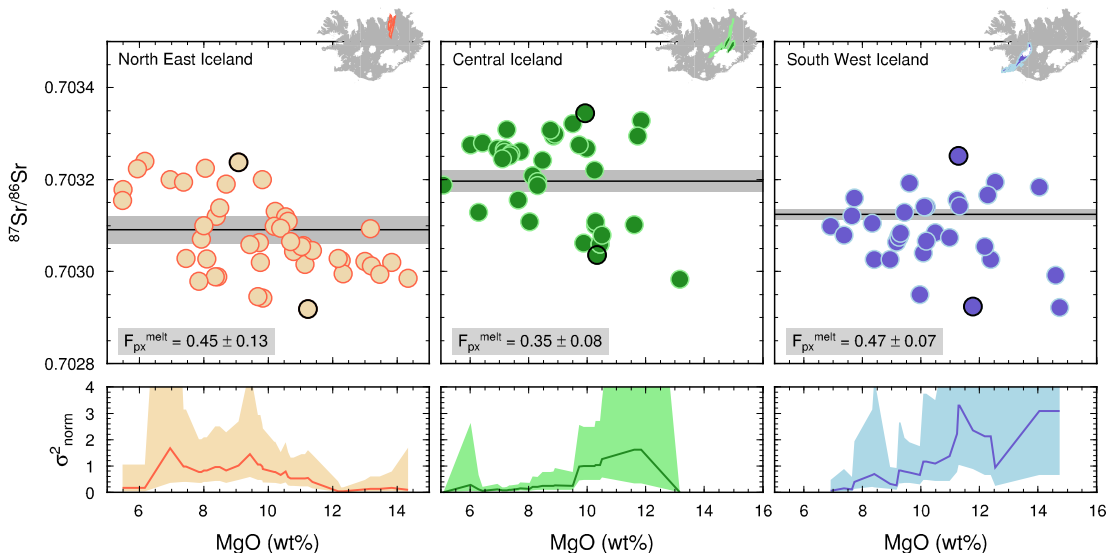 North East Iceland
Central Iceland
South West Iceland
0.7034
0.7032
0.7030
0.7028
⁸⁷Sr/⁸⁶Sr
Fₚₓᵐᵉˡᵗ = 0.45 ± 0.13
Fₚₓᵐᵉˡᵗ = 0.35 ± 0.08
Fₚₓᵐᵉˡᵗ = 0.47 ± 0.07
4
3
2
1
0
σ²norm
6 8 10 12 14
6 8 10 12 14 16
6 8 10 12 14 16
MgO (wt%)
MgO (wt%)
MgO (wt%)